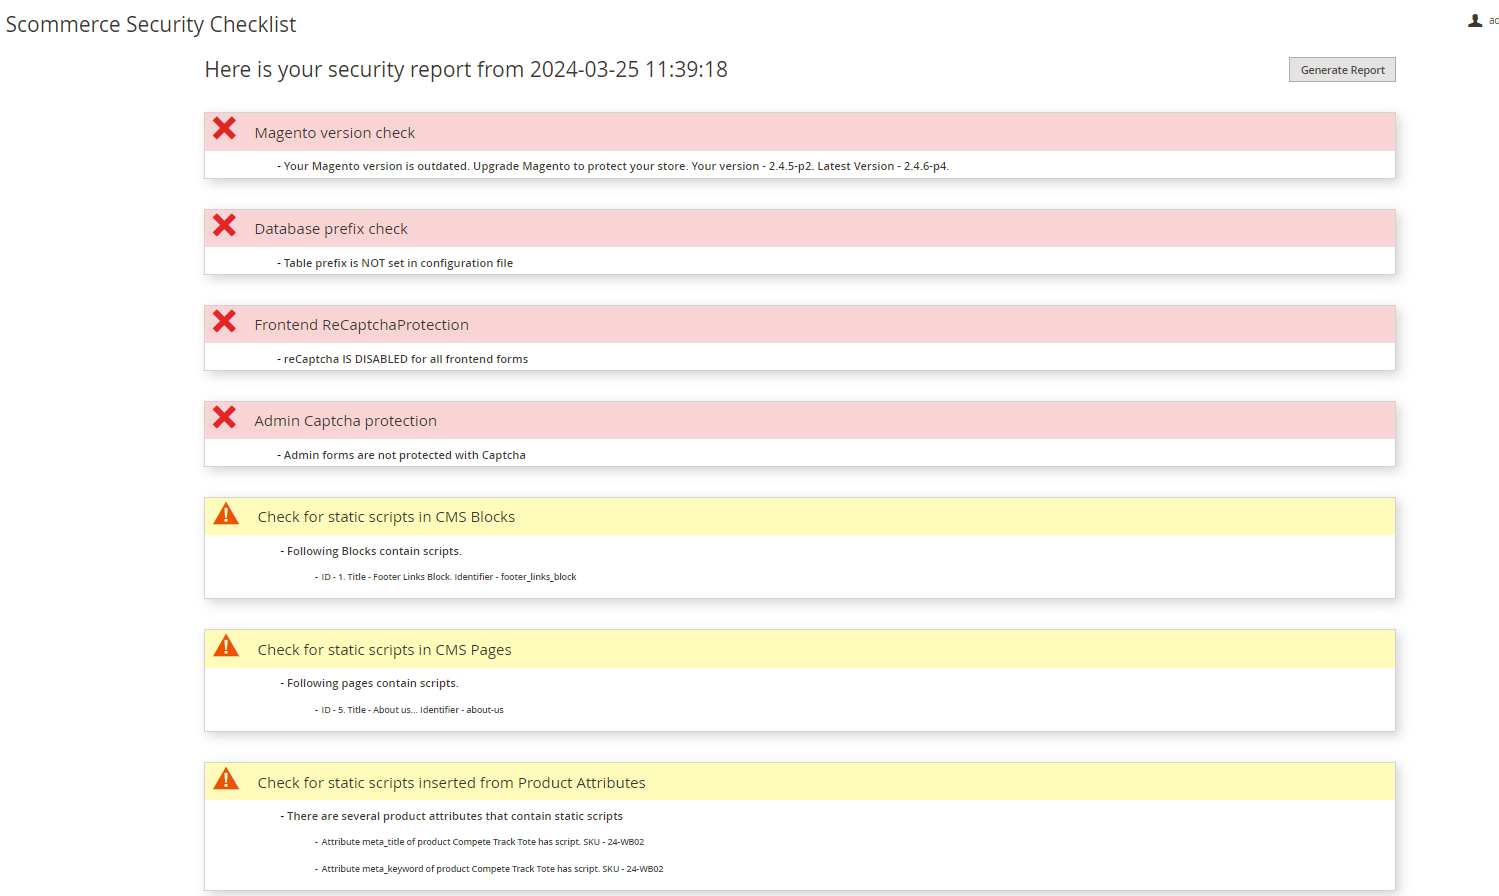 Scommerce Security Checklist
ad
Here is your security report from 2024-03-25 11:39:18
Generate Report
Magento version check
- Your Magento version is outdated. Upgrade Magento to protect your store. Your version - 2.4.5-p2. Latest Version - 2.4.6-p4.
Database prefix check
- Table prefix is NOT set in configuration file
Frontend ReCaptchaProtection
- reCaptcha IS DISABLED for all frontend forms
Admin Captcha protection
- Admin forms are not protected with Captcha
Check for static scripts in CMS Blocks
- Following Blocks contain scripts.
- ID - 1. Title - Footer Links Block. Identifier - footer_links_block
Check for static scripts in CMS Pages
- Following pages contain scripts.
- ID - 5. Title - About us... Identifier - about-us
Check for static scripts inserted from Product Attributes
- There are several product attributes that contain static scripts
- Attribute meta_title of product Compete Track Tote has script. SKU - 24-WB02
- Attribute meta_keyword of product Compete Track Tote has script. SKU - 24-WB02